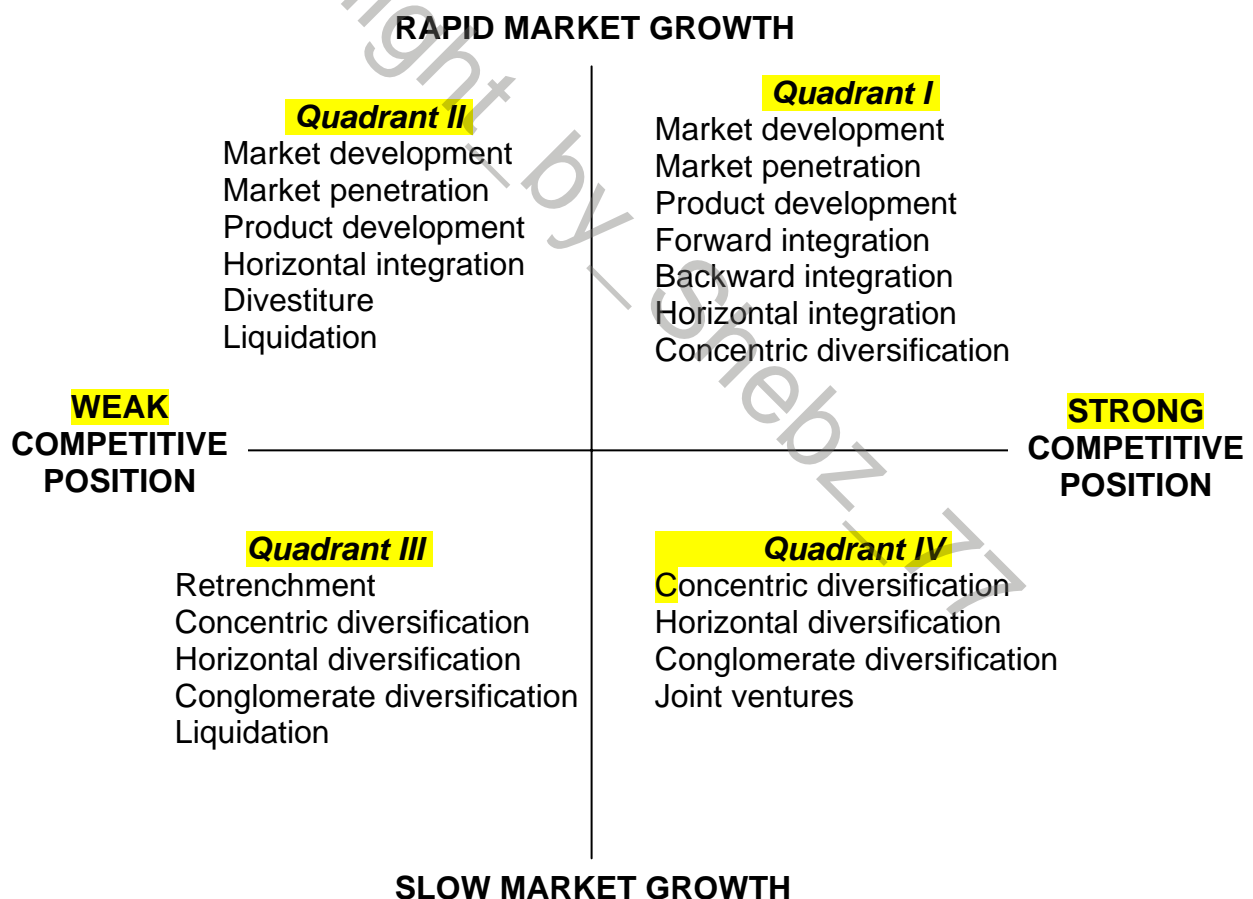 RAPID MARKET GROWTH
Quadrant II
Market development
Market penetration
Product development
Horizontal integration
Divestiture
Liquidation
Quadrant I
Market development
Market penetration
Product development
Forward integration
Backward integration
Horizontal integration
Concentric diversification
WEAK
COMPETITIVE
POSITION
STRONG
COMPETITIVE
POSITION
Quadrant III
Retrenchment
Concentric diversification
Horizontal diversification
Conglomerate diversification
Liquidation
Quadrant IV
Concentric diversification
Horizontal diversification
Conglomerate diversification
Joint ventures
SLOW MARKET GROWTH
_by_Shebz_77